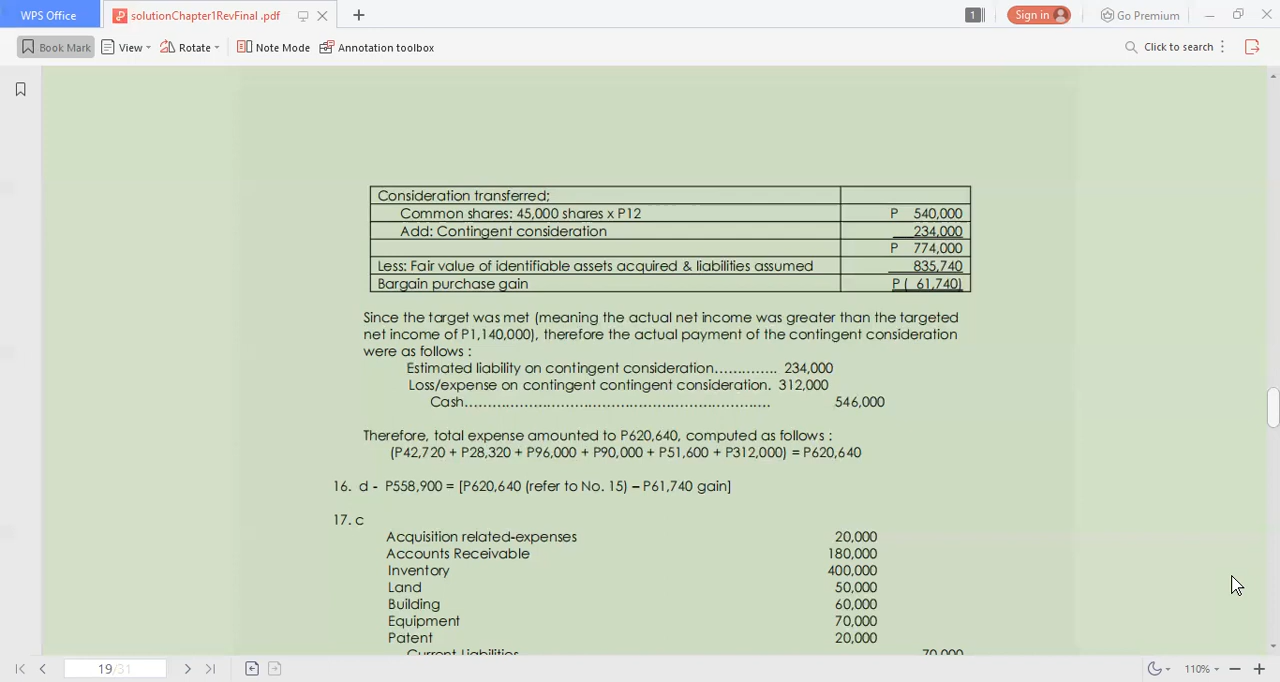 WPS Office
solutionChapter1RevFinal .pdf
1
Sign in
Go Premium
Book Mark
View
Rotate
Note Mode
Annotation toolbox
Click to search
Consideration transferred;
Common shares: 45,000 shares x P12 P 540,000
Add: Contingent consideration 234,000
P 774,000
Less: Fair value of identifiable assets acquired & liabilities assumed 835,740
Bargain purchase gain P ( 61,740)
Since the target was met (meaning the actual net income was greater than the targeted
net income of P1,140,000), therefore the actual payment of the contingent consideration
were as follows :
Estimated liability on contingent consideration………….. 234,000
Loss/expense on contingent contingent consideration. 312,000
Cash………………………………………………………. 546,000
Therefore, total expense amounted to P620,640, computed as follows :
(P42,720 + P28,320 + P96,000 + P90,000 + P51,600 + P312,000) = P620,640
16. d - P558,900 = [P620,640 (refer to No. 15) – P61,740 gain]
17. c
Acquisition related-expenses 20,000
Accounts Receivable 180,000
Inventory 400,000
Land 50,000
Building 60,000
Equipment 70,000
Patent 20,000
Current Liabilities 70,000
19/31
110%